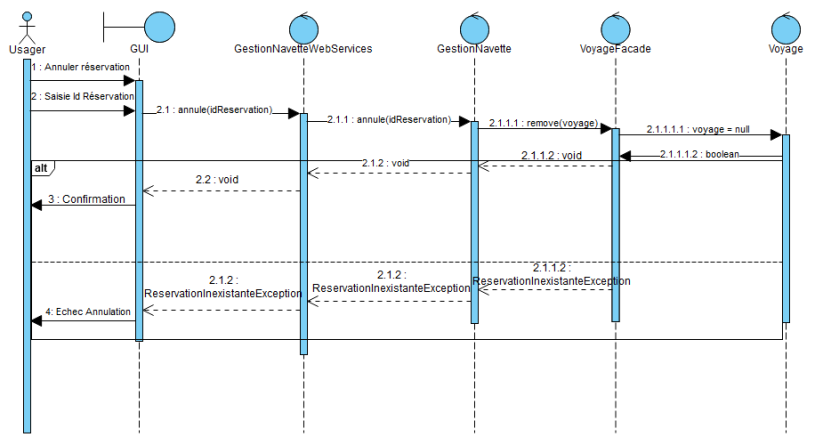 Usager
GUI
GestionNavetteWebServices
GestionNavette
VoyageFacade
Voyage
1 : Annuler réservation
2 : Saisie Id Réservation
2.1 : annule(idReservation)
2.1.1 : annule(idReservation)
2.1.1.1 : remove(voyage)
2.1.1.1.1 : voyage = null
2.1.1.1.2 : boolean
2.1.1.2 : void
2.1.2 : void
alt
2.2 : void
3 : Confirmation
2.1.1.2 :
ReservationInexistanteException
2.1.2 :
ReservationInexistanteException
2.1.2 :
ReservationInexistanteException
4: Echec Annulation